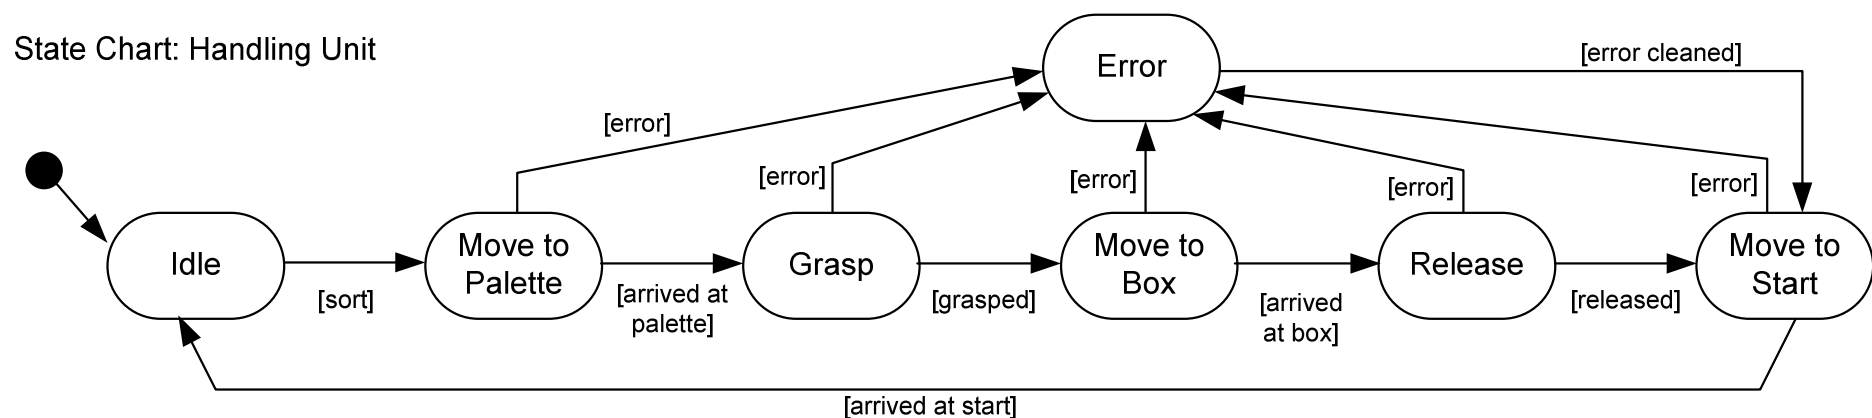 State Chart: Handling Unit
Error
[error cleaned]
[error]
[error]
[error]
[error]
[error]
Idle
[sort]
Move to
Palette
[arrived at
palette]
Grasp
[grasped]
Move to
Box
[arrived
at box]
Release
[released]
Move to
Start
[arrived at start]